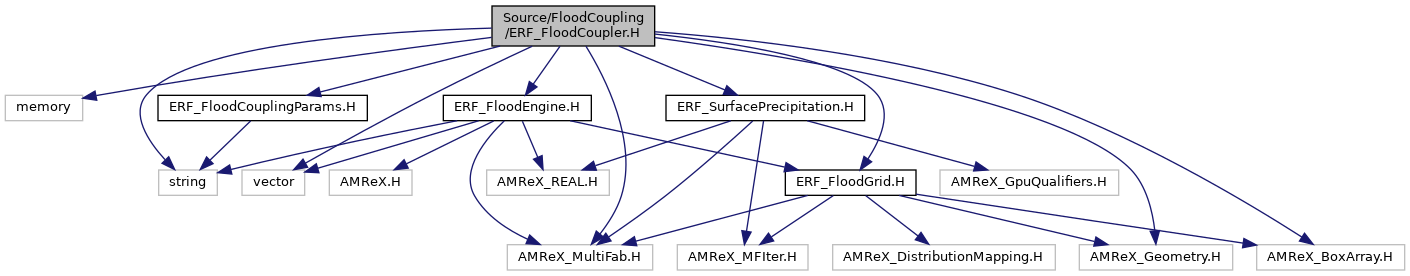 Source/FloodCoupling
/ERF_FloodCoupler.H
memory
ERF_FloodCouplingParams.H
ERF_FloodEngine.H
ERF_SurfacePrecipitation.H
string
vector
AMReX.H
AMReX_REAL.H
ERF_FloodGrid.H
AMReX_GpuQualifiers.H
AMReX_MultiFab.H
AMReX_MFIter.H
AMReX_DistributionMapping.H
AMReX_Geometry.H
AMReX_BoxArray.H